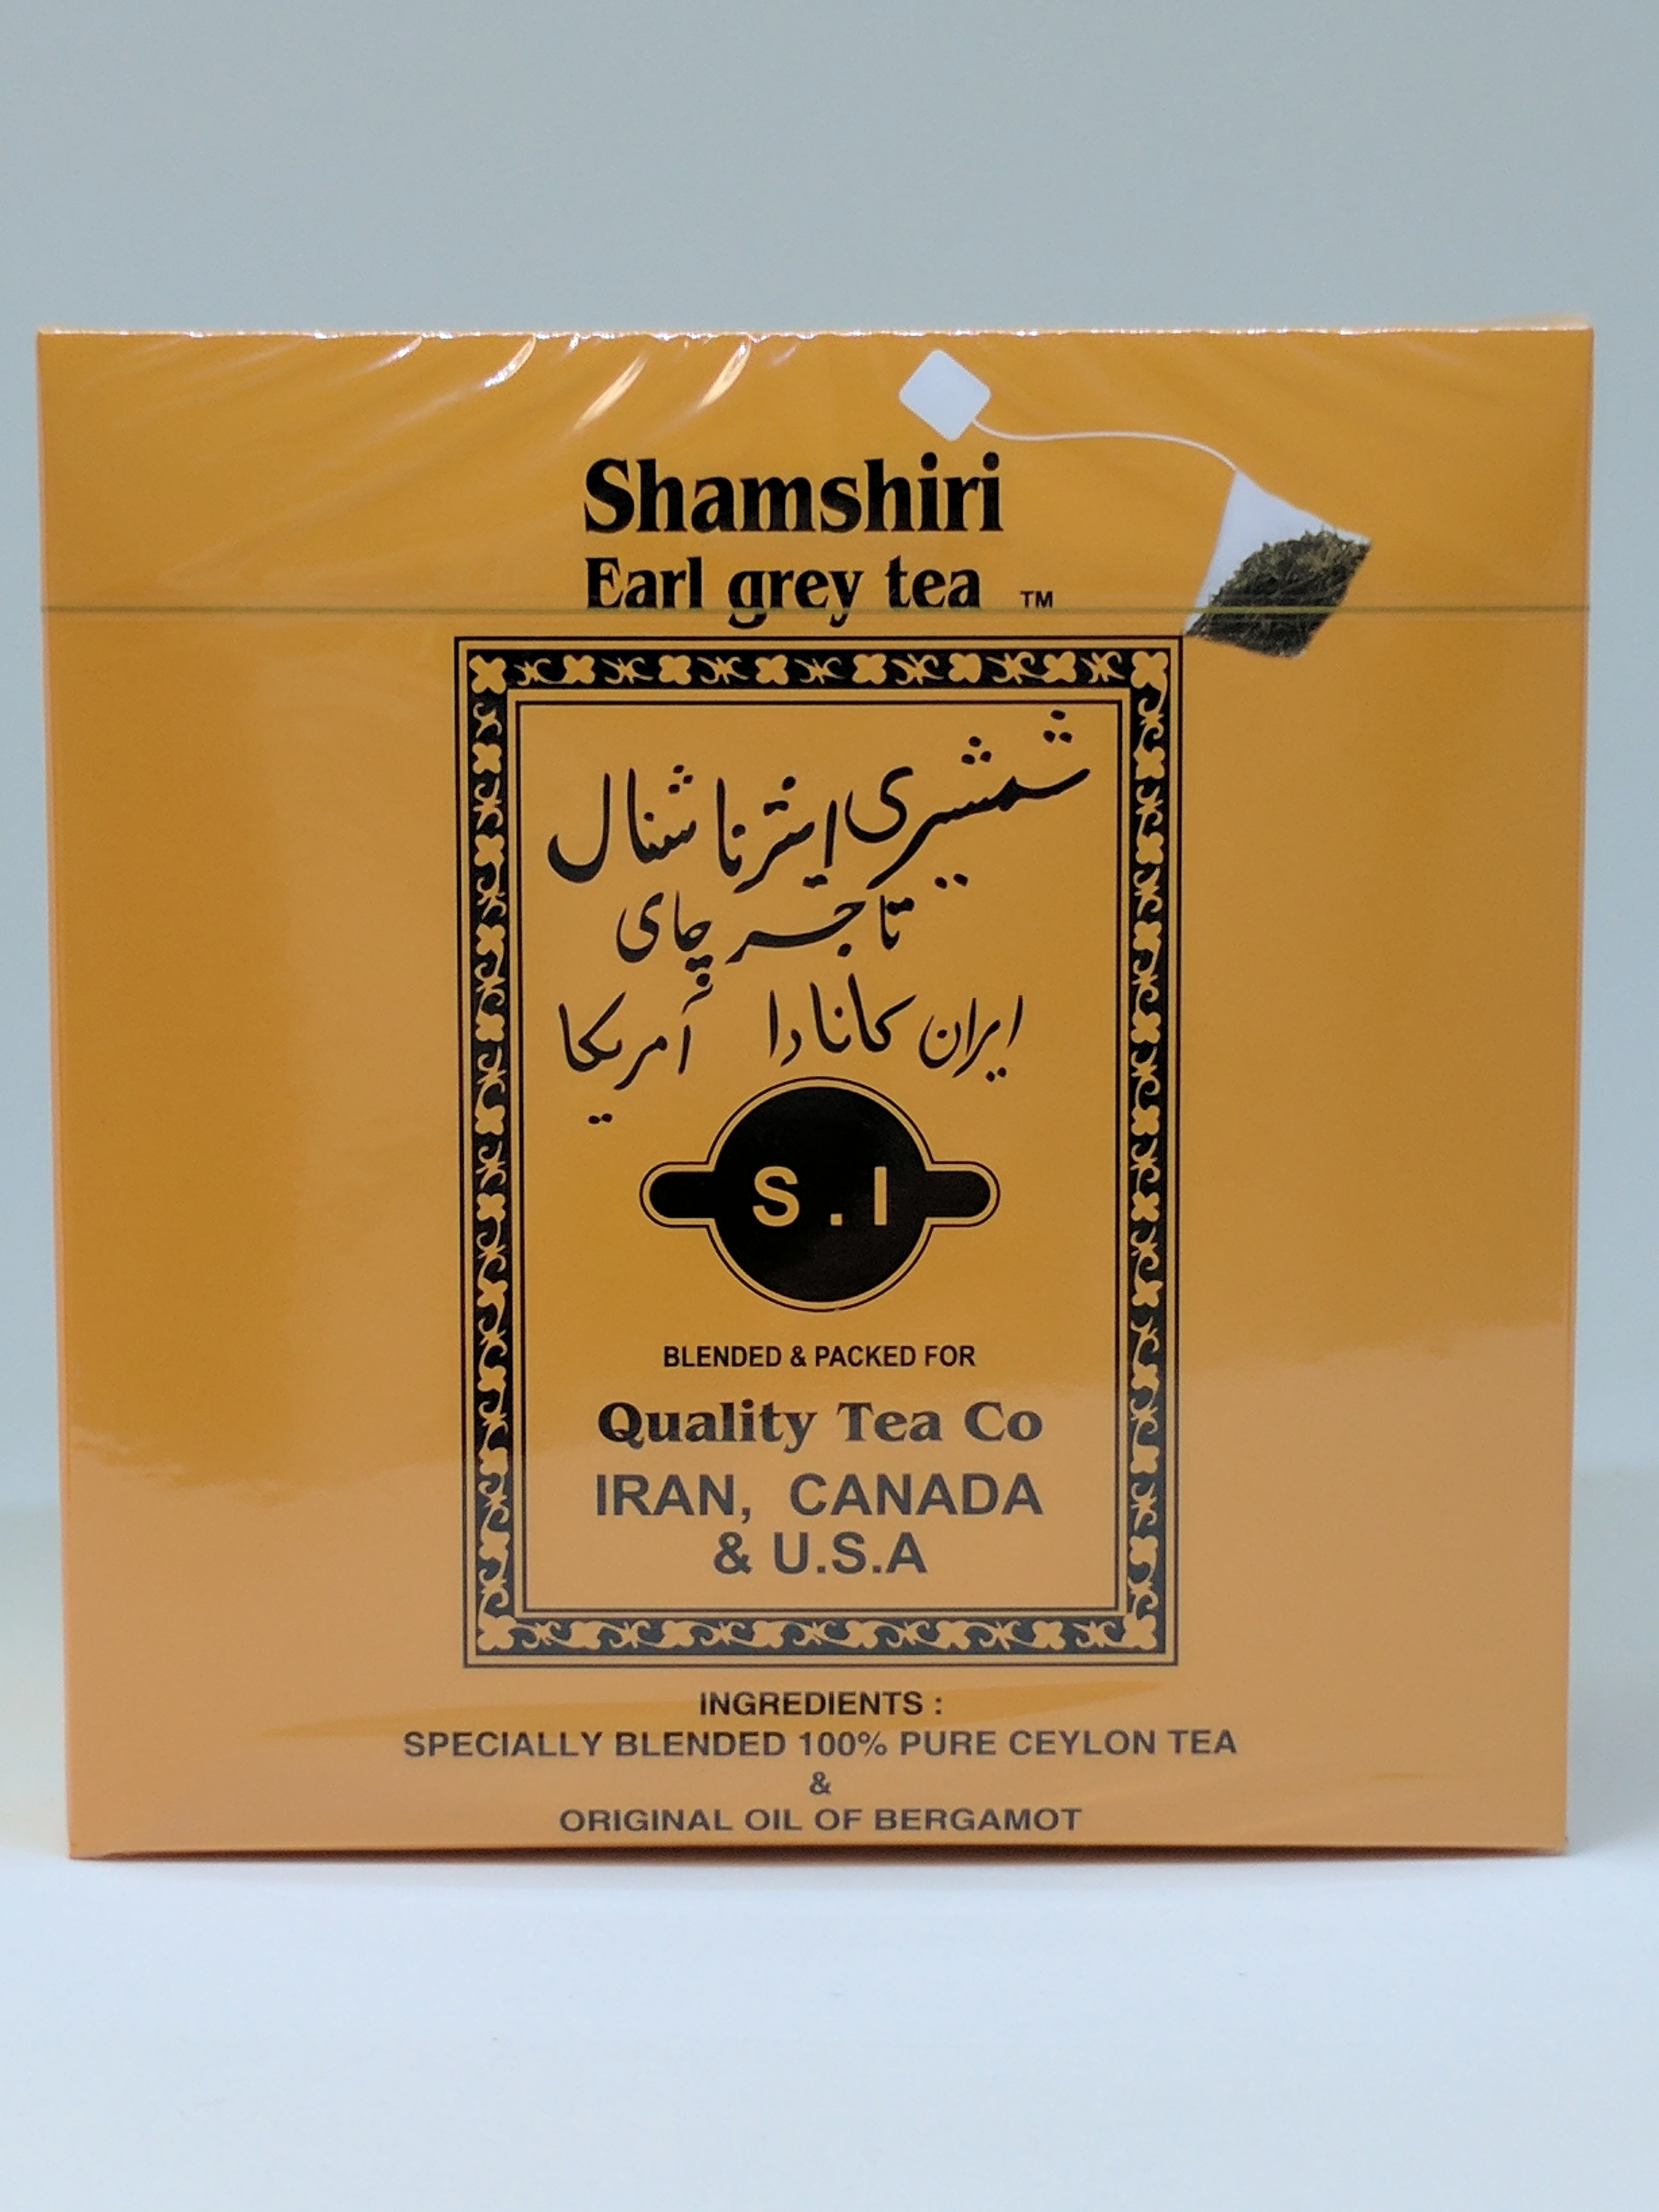 Shamshiri
Earl grey tea ™
شمشیری اینترناشنال
تاجر چای
ایران کانادا آمریکا
S.I
BLENDED & PACKED FOR
Quality Tea Co
IRAN, CANADA
& U.S.A
INGREDIENTS :
SPECIALLY BLENDED 100% PURE CEYLON TEA
&
ORIGINAL OIL OF BERGAMOT